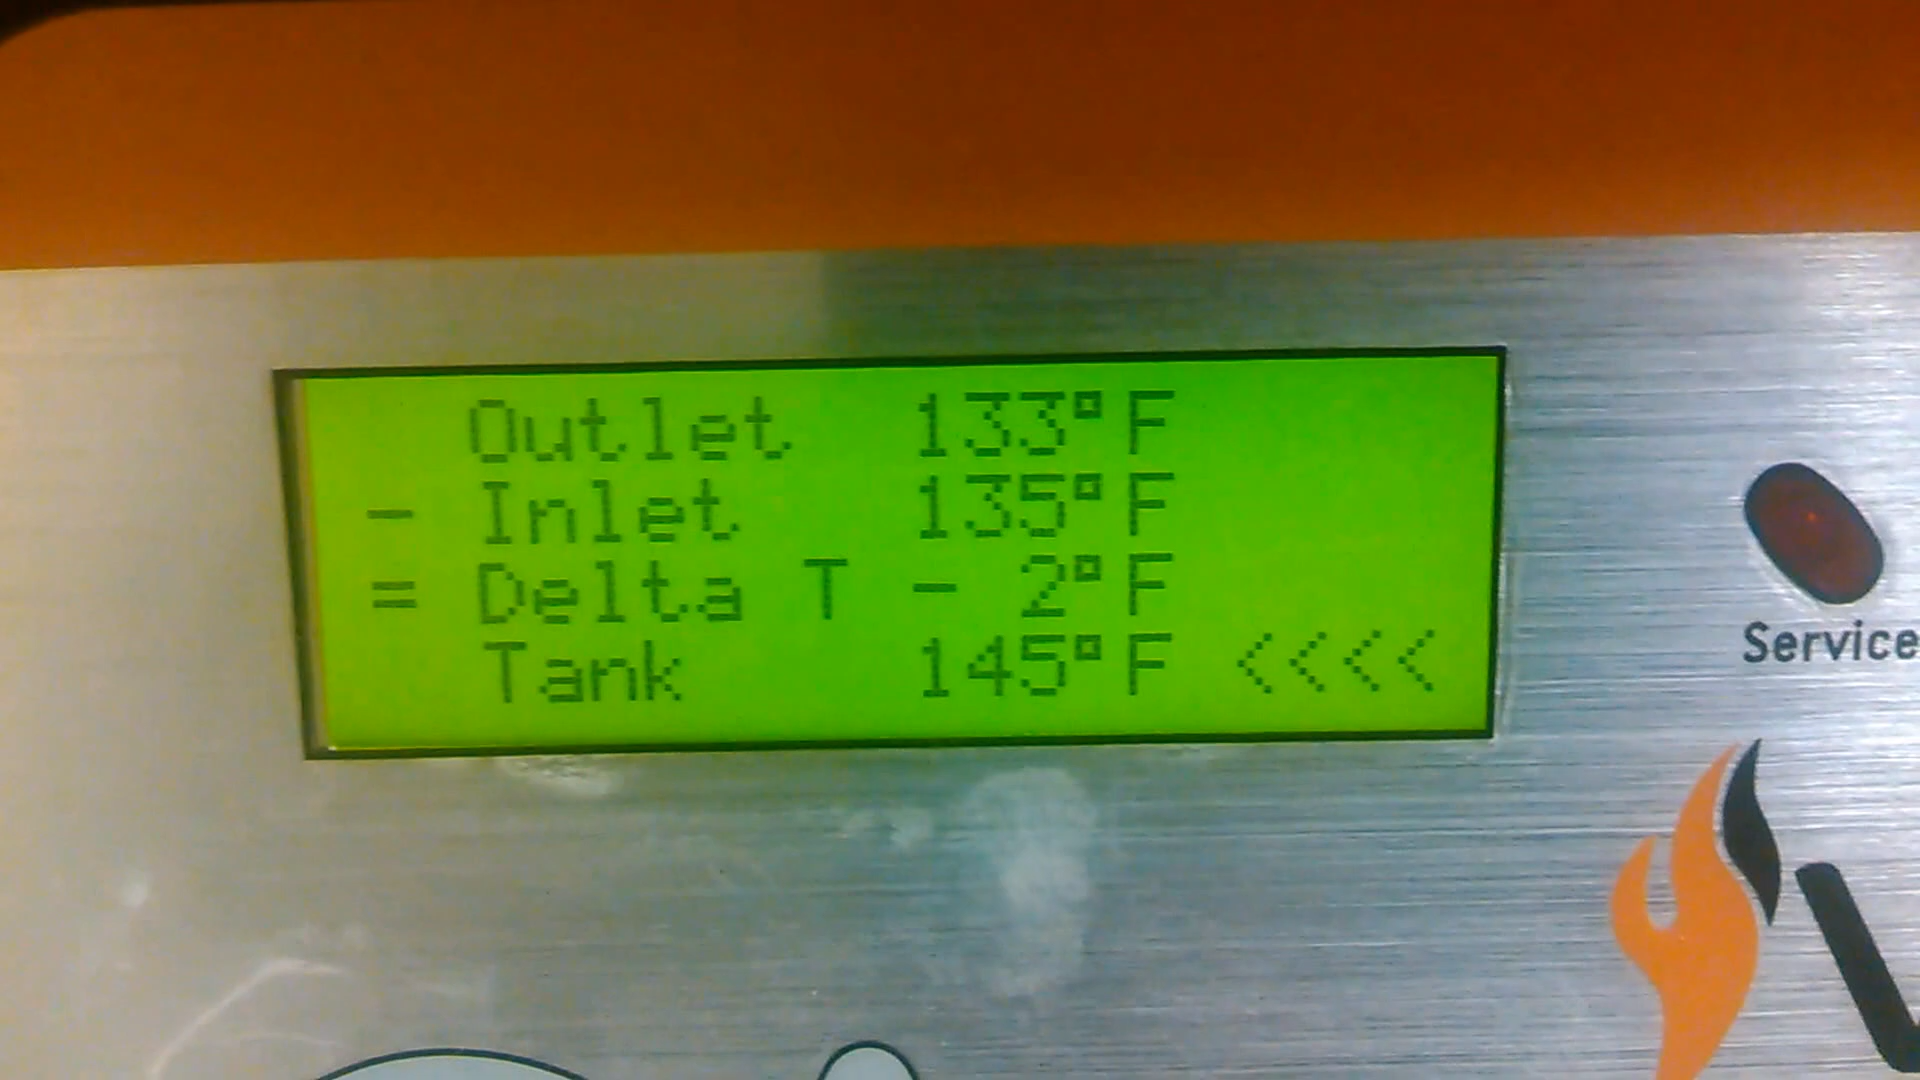 Outlet 133°F
- Inlet 135°F
= Delta T - 2°F
Tank 145°F <<<<
Service